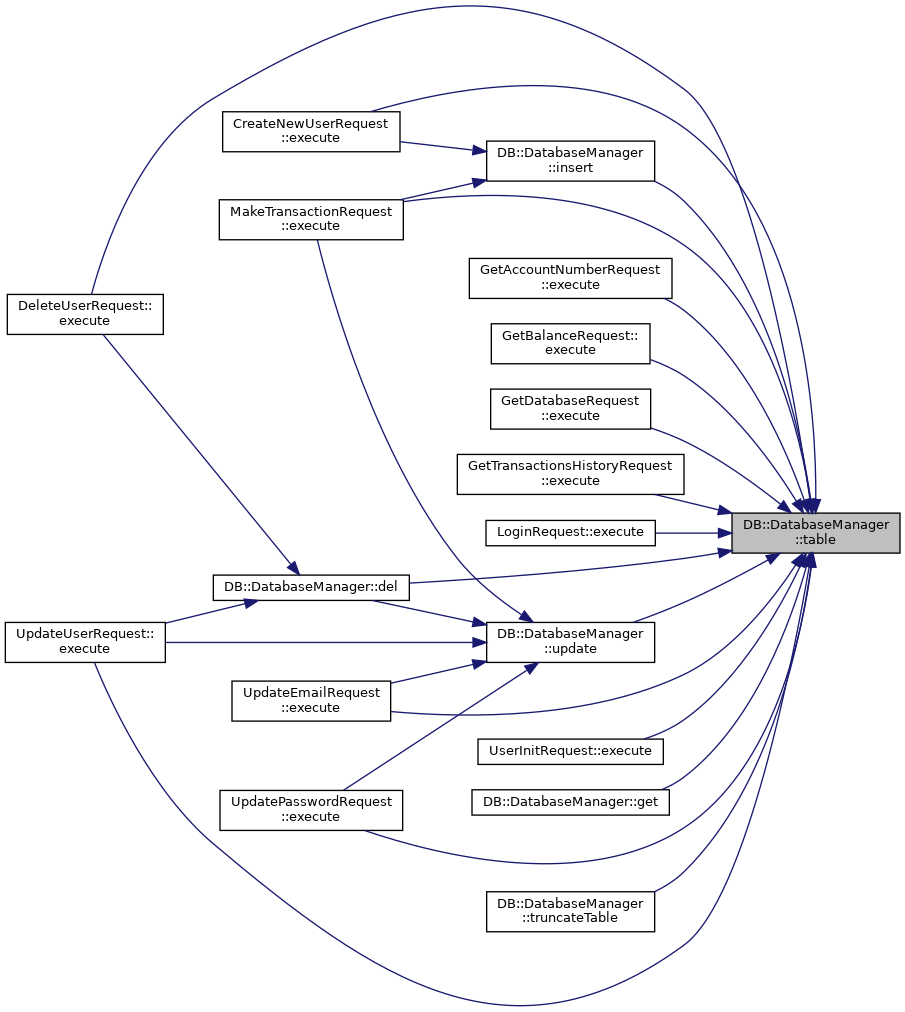 CreateNewUserRequest
::execute
DB::DatabaseManager
::insert
MakeTransactionRequest
::execute
GetAccountNumberRequest
::execute
DeleteUserRequest::
execute
GetBalanceRequest::
execute
GetDatabaseRequest
::execute
GetTransactionsHistoryRequest
::execute
LoginRequest::execute
DB::DatabaseManager
::table
DB::DatabaseManager::del
UpdateUserRequest::
execute
DB::DatabaseManager
::update
UpdateEmailRequest
::execute
UserInitRequest::execute
DB::DatabaseManager::get
UpdatePasswordRequest
::execute
DB::DatabaseManager
::truncateTable